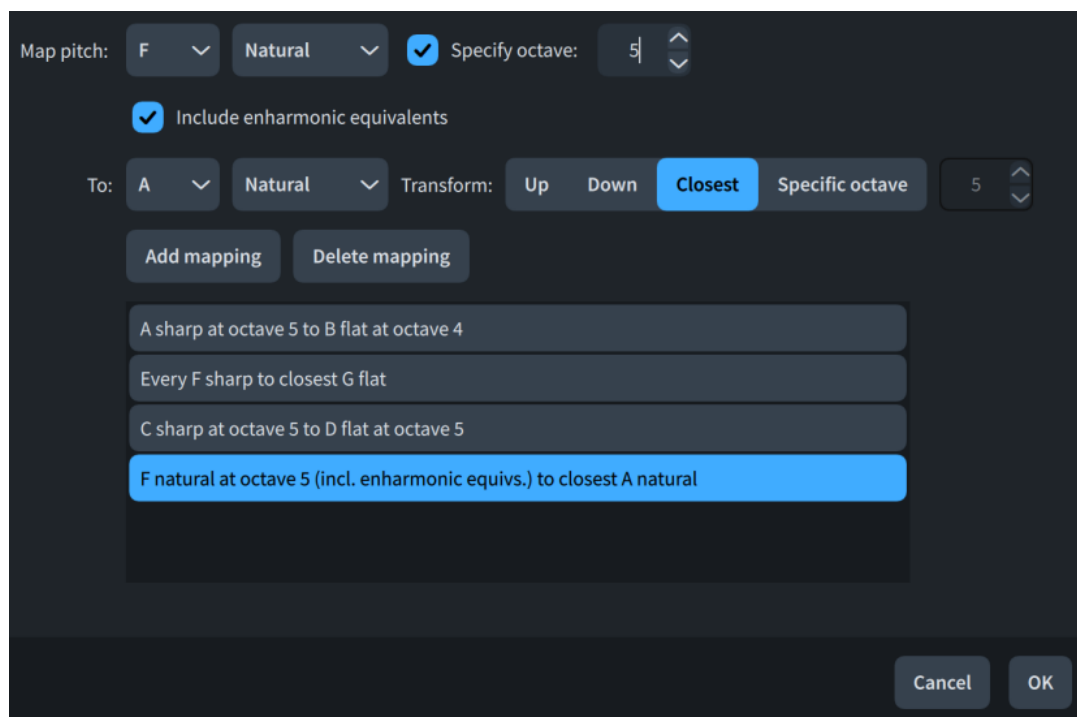 Map pitch: F Natural Specify octave: 5
Include enharmonic equivalents
To: A Natural Transform: Up Down Closest Specific octave 5
Add mapping Delete mapping
A sharp at octave 5 to B flat at octave 4
Every F sharp to closest G flat
C sharp at octave 5 to D flat at octave 5
F natural at octave 5 (incl. enharmonic equivs.) to closest A natural
Cancel OK